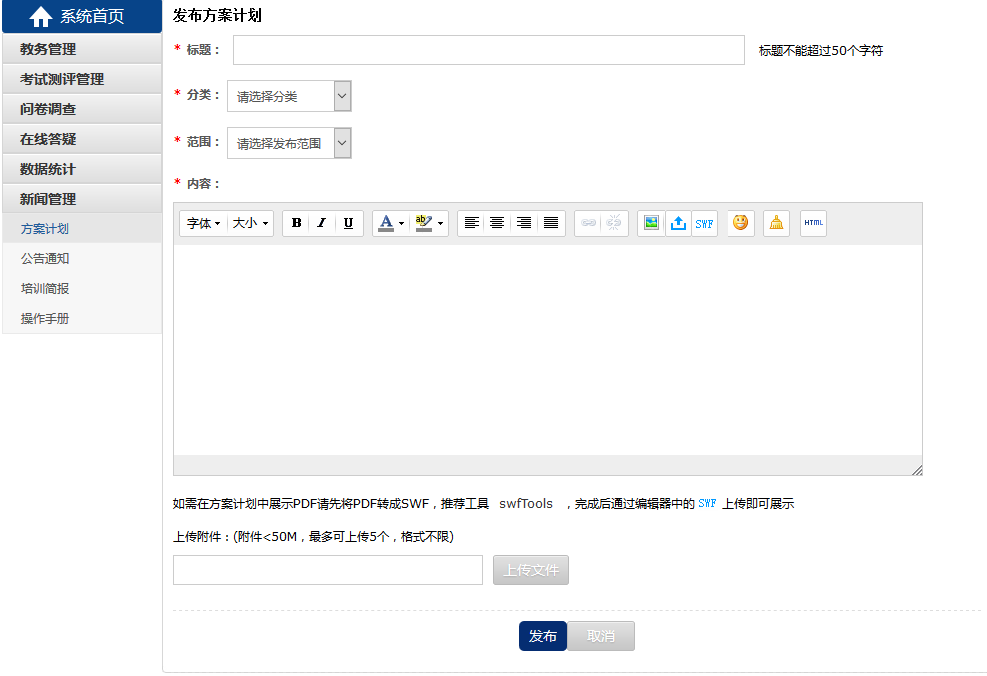 系统首页
教务管理
考试测评管理
问卷调查
在线答疑
数据统计
新闻管理
方案计划
公告通知
培训简报
操作手册
发布方案计划
* 标题： 标题不能超过50个字符
* 分类： 请选择分类
* 范围： 请选择发布范围
* 内容：
字体 大小 B I U A ab SWF HTML
如需在方案计划中展示PDF请先将PDF转成SWF，推荐工具 swfTools ，完成后通过编辑器中的 SWF 上传即可展示
上传附件：(附件<50M，最多可上传5个，格式不限)
上传文件
发布 取消